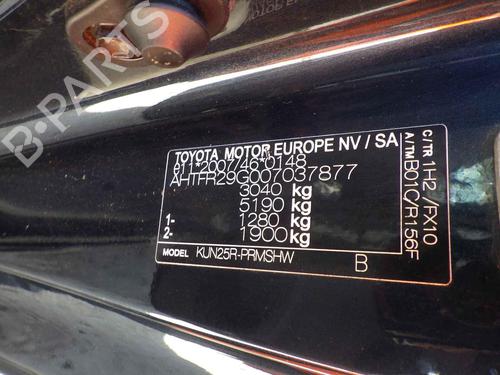 B-PARTS
TOYOTA MOTOR EUROPE NV / SA
e11*2007/46*0148
AHTFR29G007037877
3040 kg
5190 kg
1- 1280 kg
2- 1900 kg
MODEL KUN25R-PRMSHW B
C/TR 1H2 /FX10
A/TM B01C/R156F